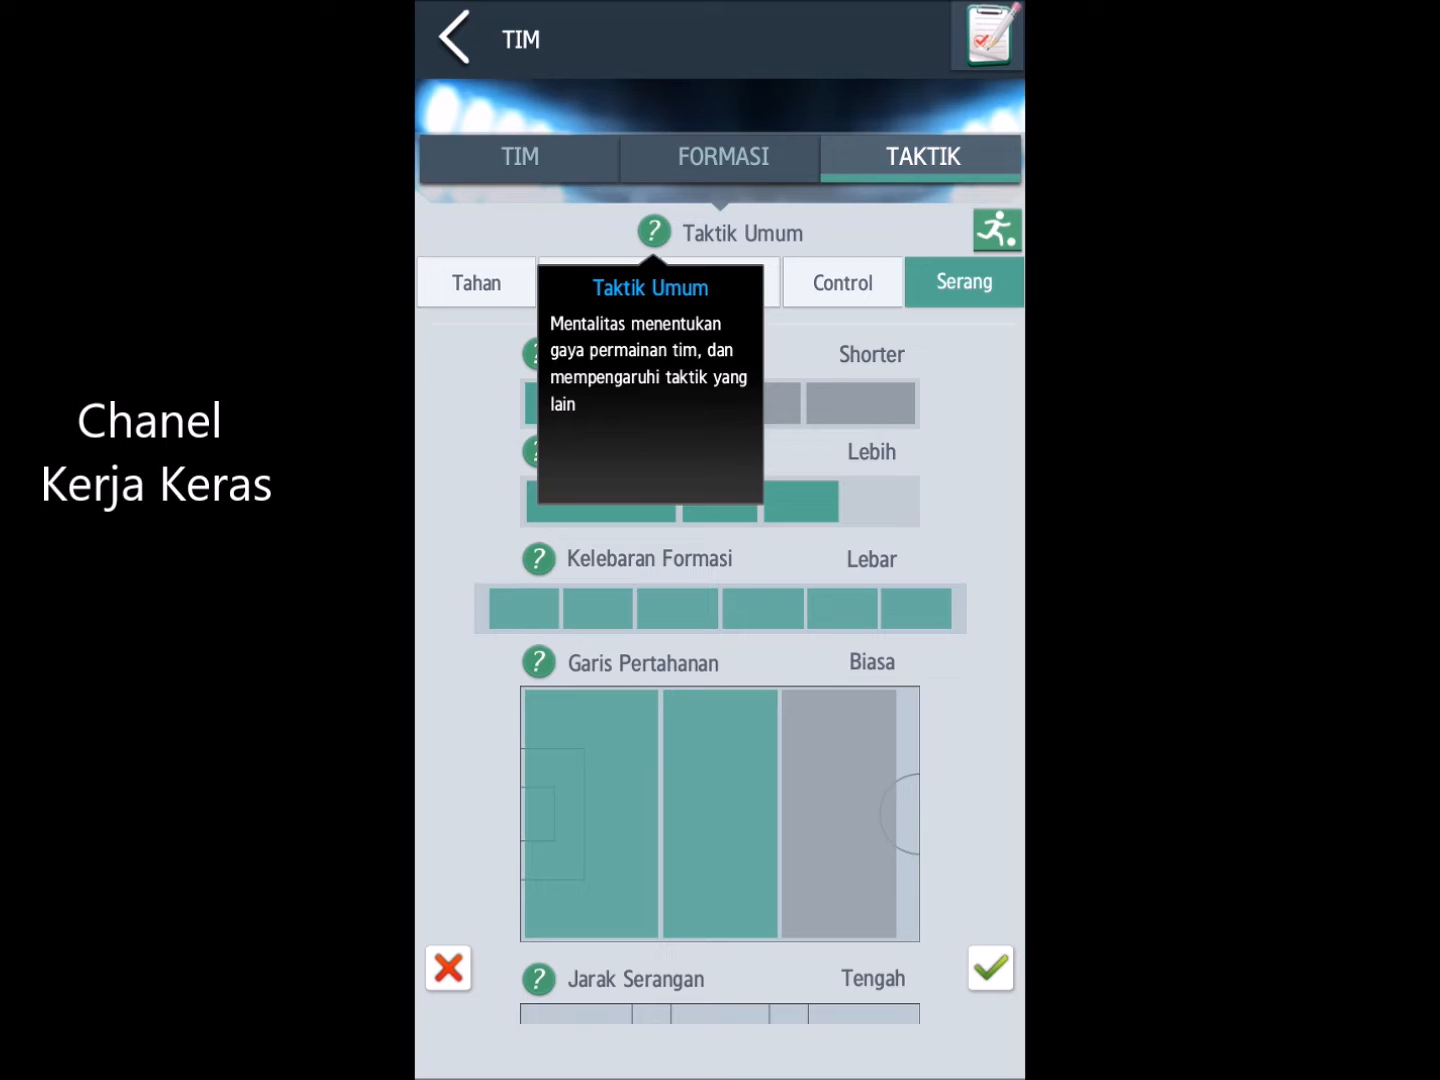 TIM
TIM
FORMASI
TAKTIK
? Taktik Umum
Tahan
Control
Serang
Taktik Umum
Mentalitas menentukan
gaya permainan tim, dan
mempengaruhi taktik yang
lain
Shorter
Lebih
Chanel
Kerja Keras
? Kelebaran Formasi
Lebar
? Garis Pertahanan
Biasa
? Jarak Serangan
Tengah